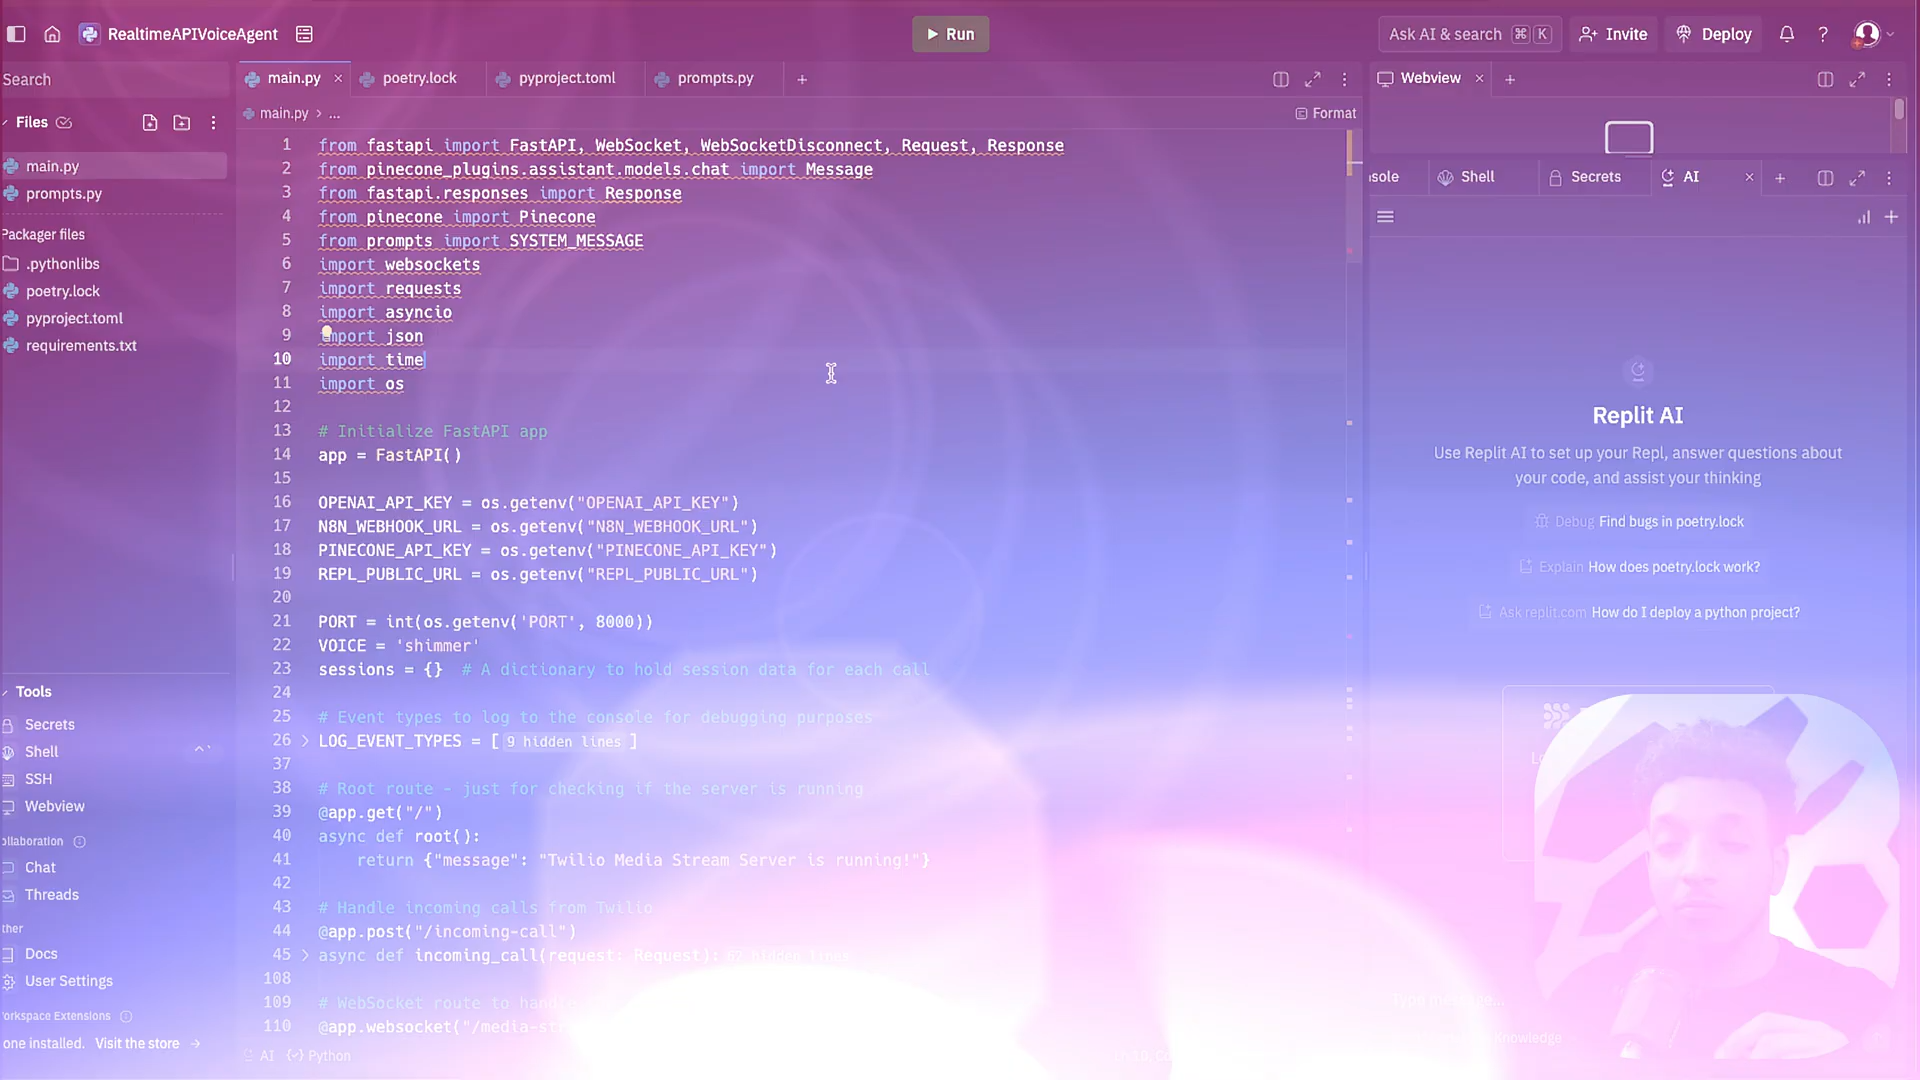 RealtimeAPIVoiceAgent
Run
Ask AI & search ⌘ K
Invite
Deploy
Search
Files
main.py
prompts.py
Packager files
.pythonlibs
poetry.lock
pyproject.toml
requirements.txt
Tools
Secrets
Shell
SSH
Webview
ollaboration
Chat
Threads
ther
Docs
User Settings
orkspace Extensions
one installed. Visit the store →
main.py
poetry.lock
pyproject.toml
prompts.py
main.py > ...
Format
1 from fastapi import FastAPI, WebSocket, WebSocketDisconnect, Request, Response
2 from pinecone_plugins.assistant.models.chat import Message
3 from fastapi.responses import Response
4 from pinecone import Pinecone
5 from prompts import SYSTEM_MESSAGE
6 import websockets
7 import requests
8 import asyncio
9 import json
10 import time
11 import os
12
13 # Initialize FastAPI app
14 app = FastAPI()
15
16 OPENAI_API_KEY = os.getenv("OPENAI_API_KEY")
17 N8N_WEBHOOK_URL = os.getenv("N8N_WEBHOOK_URL")
18 PINECONE_API_KEY = os.getenv("PINECONE_API_KEY")
19 REPL_PUBLIC_URL = os.getenv("REPL_PUBLIC_URL")
20
21 PORT = int(os.getenv('PORT', 8000))
22 VOICE = 'shimmer'
23 sessions = {} # A dictionary to hold session data for each call
24
25 # Event types to log to the console for debugging purposes
26 LOG_EVENT_TYPES = [ 9 hidden lines ]
37
38 # Root route - just for checking if the server is running
39 @app.get("/")
40 async def root():
41 return {"message": "Twilio Media Stream Server is running!"}
42
43 # Handle incoming calls from Twilio
44 @app.post("/incoming-call")
45 async def incoming_call(request: Request): 62 hidden lines
108
109 # WebSocket route to handle
110 @app.websocket("/media-st
AI Python
Webview
sole
Shell
Secrets
AI
Replit AI
Use Replit AI to set up your Repl, answer questions about
your code, and assist your thinking
Debug Find bugs in poetry.lock
Explain How does poetry.lock work?
Ask replit.com How do I deploy a python project?
Type message...
Knowledge